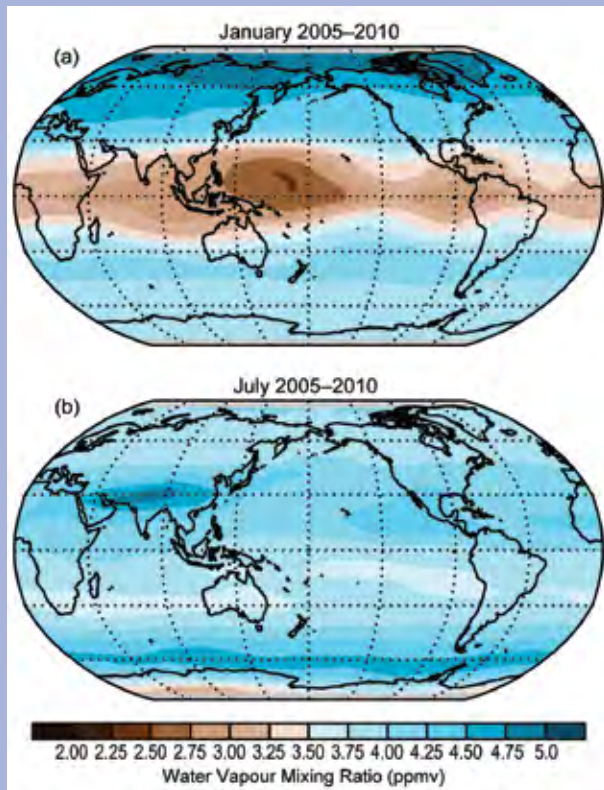 January 2005–2010
(a)
July 2005–2010
(b)
2.00 2.25 2.50 2.75 3.00 3.25 3.50 3.75 4.00 4.25 4.50 4.75 5.0
Water Vapour Mixing Ratio (ppmv)